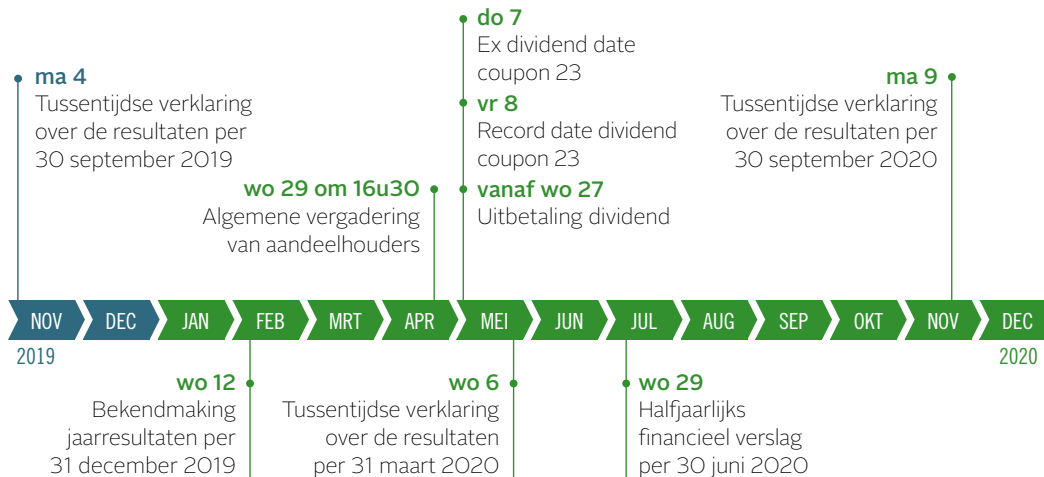 do 7
Ex dividend date
coupon 23
ma 4
Tussentijdse verklaring
over de resultaten per
30 september 2019
vr 8
Record date dividend
coupon 23
ma 9
Tussentijdse verklaring
over de resultaten per
30 september 2020
wo 29 om 16u30
Algemene vergadering
van aandeelhouders
vanaf wo 27
Uitbetaling dividend
NOV DEC JAN FEB MRT APR MEI JUN JUL AUG SEP OKT NOV DEC
2019 2020
wo 12
Bekendmaking
jaarresultaten per
31 december 2019
wo 6
Tussentijdse verklaring
over de resultaten
per 31 maart 2020
wo 29
Halfjaarlijks
financieel verslag
per 30 juni 2020